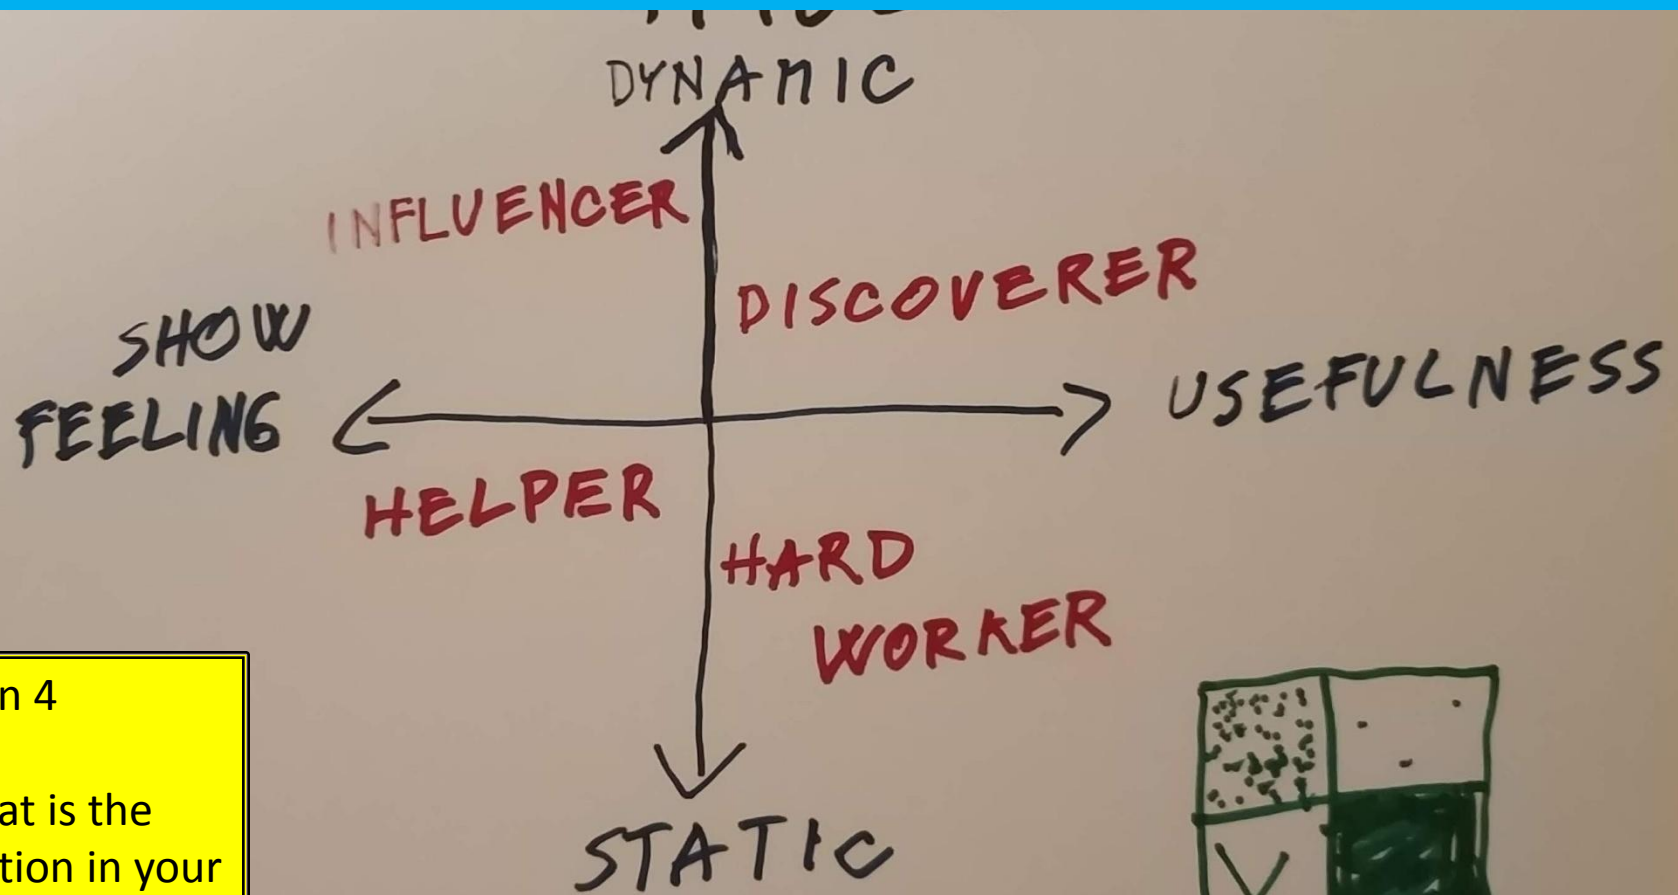 DYNAMIC
INFLUENCER
DISCOVERER
SHOW
FEELING
USEFULNESS
HELPER
HARD
WORKER
n 4
at is the
tion in your
STATIC